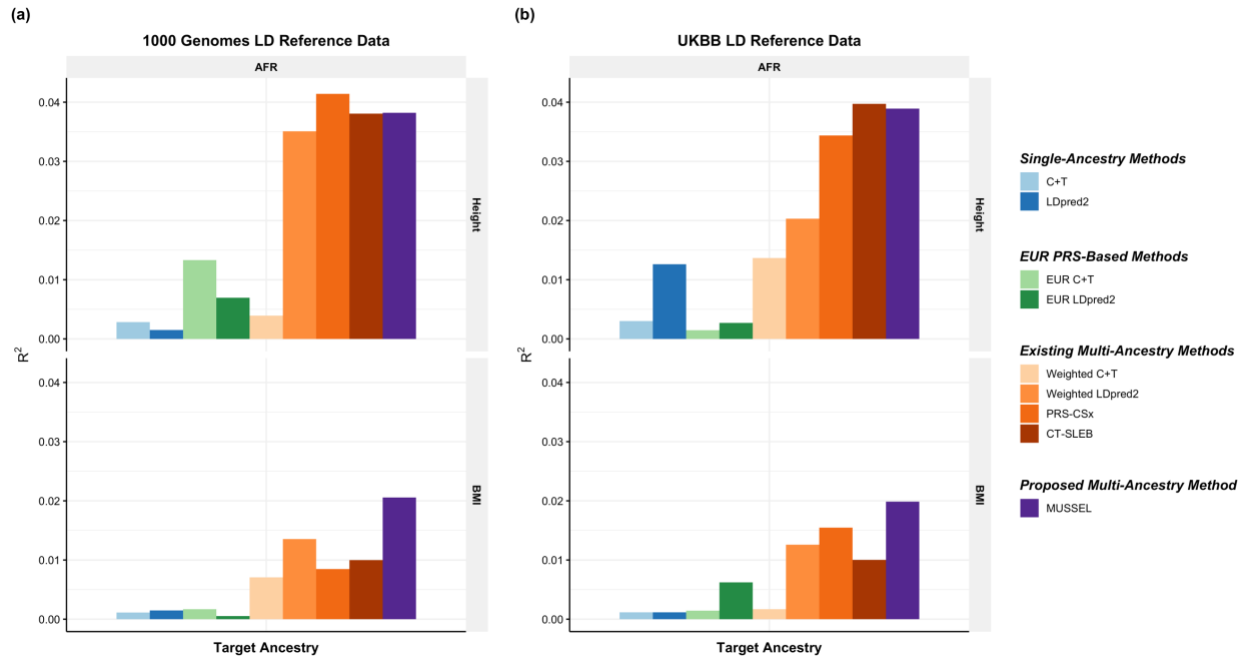 (a)
1000 Genomes LD Reference Data
AFR
0.04
0.03
0.02
0.01
0.00
Height
0.04
0.03
0.02
0.01
0.00
BMI
R²
Target Ancestry
(b)
UKBB LD Reference Data
AFR
0.04
0.03
0.02
0.01
0.00
Height
0.04
0.03
0.02
0.01
0.00
BMI
R²
Target Ancestry
Single-Ancestry Methods
C+T
LDpred2
EUR PRS-Based Methods
EUR C+T
EUR LDpred2
Existing Multi-Ancestry Methods
Weighted C+T
Weighted LDpred2
PRS-CSx
CT-SLEB
Proposed Multi-Ancestry Method
MUSSEL